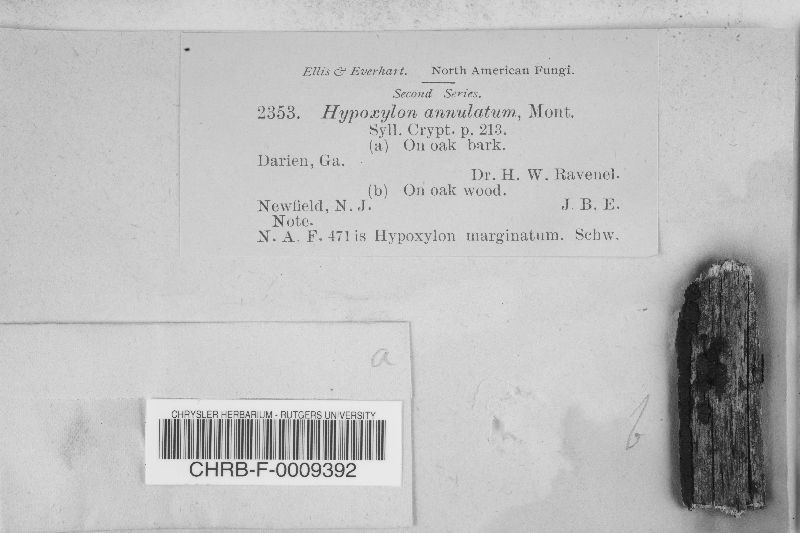 Ellis & Everhart. North American Fungi.
Second Series.
2353. Hypoxylon annulatum, Mont.
Syll. Crypt. p. 213.
(a) On oak bark.
Darien, Ga.
Dr. H. W. Ravenel.
(b) On oak wood.
Newfield, N. J. J. B. E.
Note.
N. A. F. 471 is Hypoxylon marginatum. Schw.
a
CHRYSLER HERBARIUM - RUTGERS UNIVERSITY
CHRB-F-0009392
b